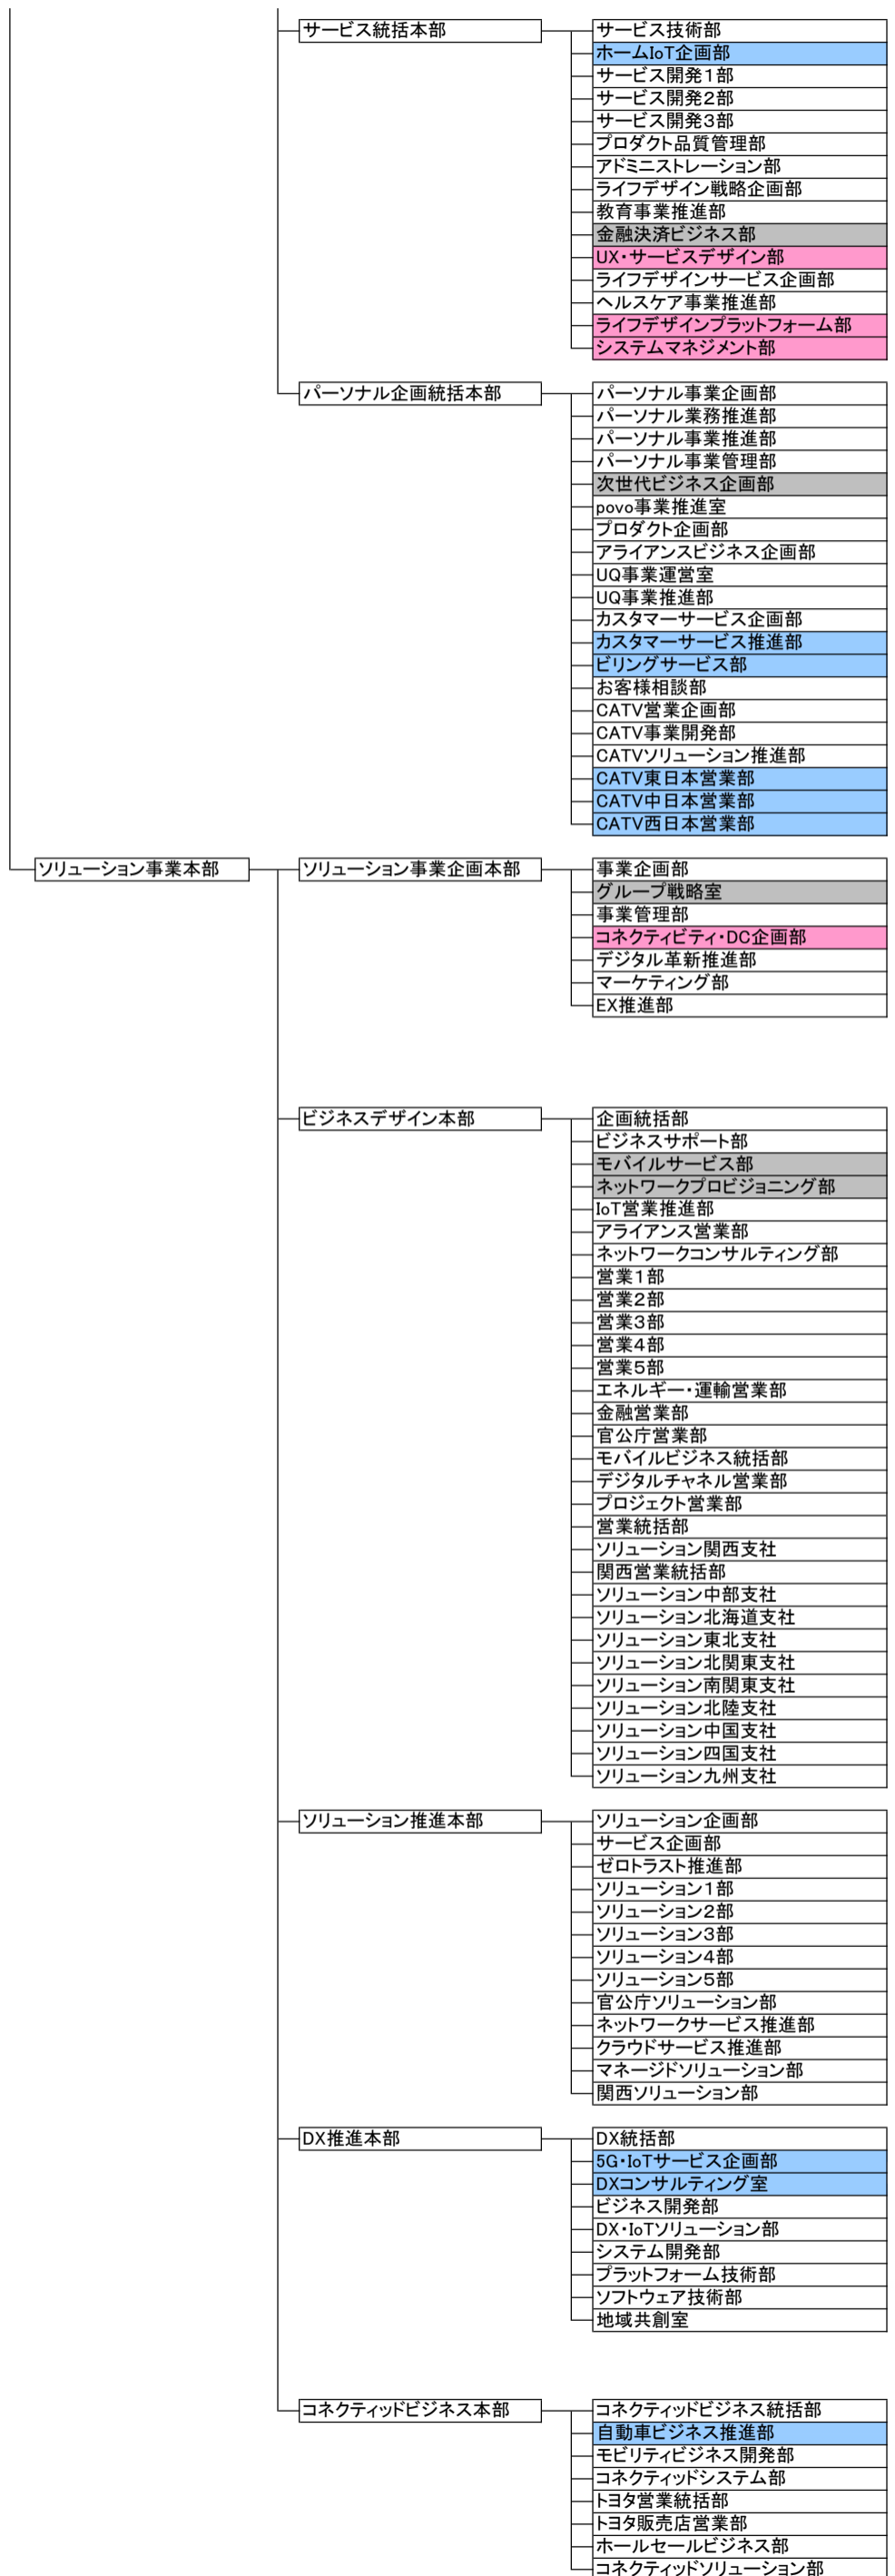 サービス統括本部
サービス技術部
ホームIoT企画部
サービス開発1部
サービス開発2部
サービス開発3部
プロダクト品質管理部
アドミニストレーション部
ライフデザイン戦略企画部
教育事業推進部
金融決済ビジネス部
UX・サービスデザイン部
ライフデザインサービス企画部
ヘルスケア事業推進部
ライフデザインプラットフォーム部
システムマネジメント部
パーソナル企画統括本部
パーソナル事業企画部
パーソナル業務推進部
パーソナル事業推進部
パーソナル事業管理部
次世代ビジネス企画部
povo事業推進室
プロダクト企画部
アライアンスビジネス企画部
UQ事業運営室
UQ事業推進部
カスタマーサービス企画部
カスタマーサービス推進部
ビリングサービス部
お客様相談部
CATV営業企画部
CATV事業開発部
CATVソリューション推進部
CATV東日本営業部
CATV中日本営業部
CATV西日本営業部
ソリューション事業本部
ソリューション事業企画本部
事業企画部
グループ戦略室
事業管理部
コネクティビティ・DC企画部
デジタル革新推進部
マーケティング部
EX推進部
ビジネスデザイン本部
企画統括部
ビジネスサポート部
モバイルサービス部
ネットワークプロビジョニング部
IoT営業推進部
アライアンス営業部
ネットワークコンサルティング部
営業1部
営業2部
営業3部
営業4部
営業5部
エネルギー・運輸営業部
金融営業部
官公庁営業部
モバイルビジネス統括部
デジタルチャネル営業部
プロジェクト営業部
営業統括部
ソリューション関西支社
関西営業統括部
ソリューション中部支社
ソリューション北海道支社
ソリューション東北支社
ソリューション北関東支社
ソリューション南関東支社
ソリューション北陸支社
ソリューション中国支社
ソリューション四国支社
ソリューション九州支社
ソリューション推進本部
ソリューション企画部
サービス企画部
ゼロトラスト推進部
ソリューション1部
ソリューション2部
ソリューション3部
ソリューション4部
ソリューション5部
官公庁ソリューション部
ネットワークサービス推進部
クラウドサービス推進部
マネージドソリューション部
関西ソリューション部
DX推進本部
DX統括部
5G・IoTサービス企画部
DXコンサルティング室
ビジネス開発部
DX・IoTソリューション部
システム開発部
プラットフォーム技術部
ソフトウェア技術部
地域共創室
コネクティッドビジネス本部
コネクティッドビジネス統括部
自動車ビジネス推進部
モビリティビジネス開発部
コネクティッドシステム部
トヨタ営業統括部
トヨタ販売店営業部
ホールセールビジネス部
コネクティッドソリューション部